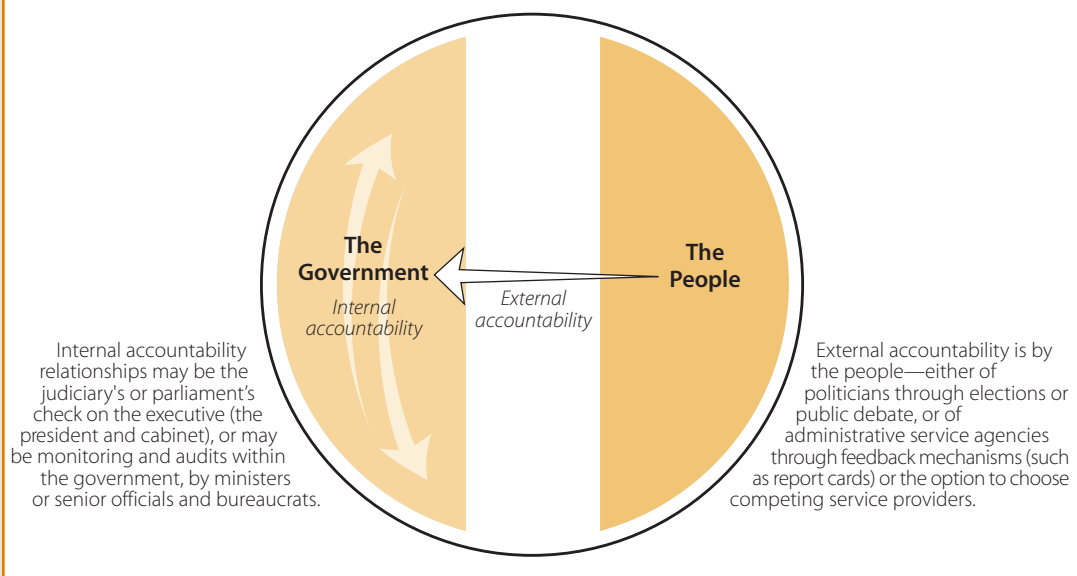 The
Government
Internal
accountability
External
accountability
The
People
Internal accountability
relationships may be the
judiciary's or parliament’s
check on the executive (the
president and cabinet), or may
be monitoring and audits within
the government, by ministers
or senior officials and bureaucrats.
External accountability is by
the people—either of
politicians through elections or
public debate, or of
administrative service agencies
through feedback mechanisms (such
as report cards) or the option to choose
competing service providers.